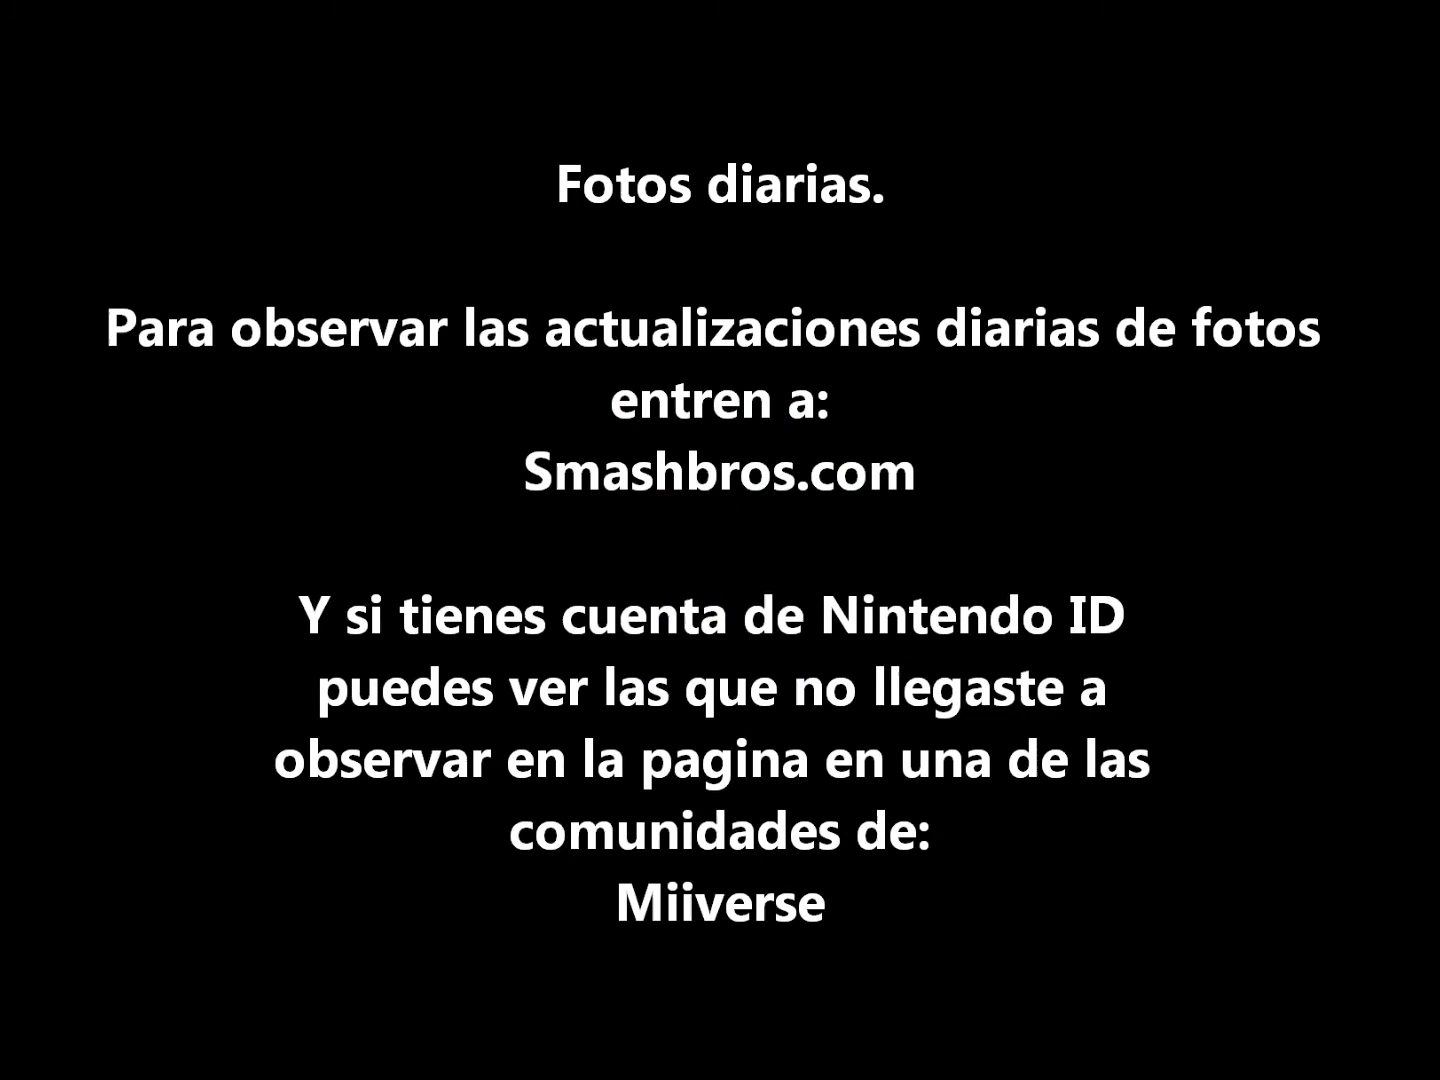 Fotos diarias.
Para observar las actualizaciones diarias de fotos
entren a:
Smashbros.com
Y si tienes cuenta de Nintendo ID
puedes ver las que no llegaste a
observar en la pagina en una de las
comunidades de:
Miiverse